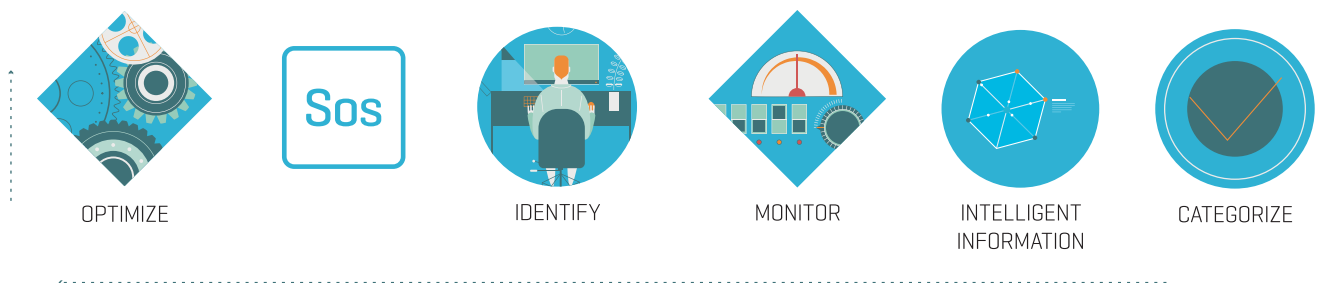 Sos
OPTIMIZE
IDENTIFY
MONITOR
INTELLIGENT
INFORMATION
CATEGORIZE